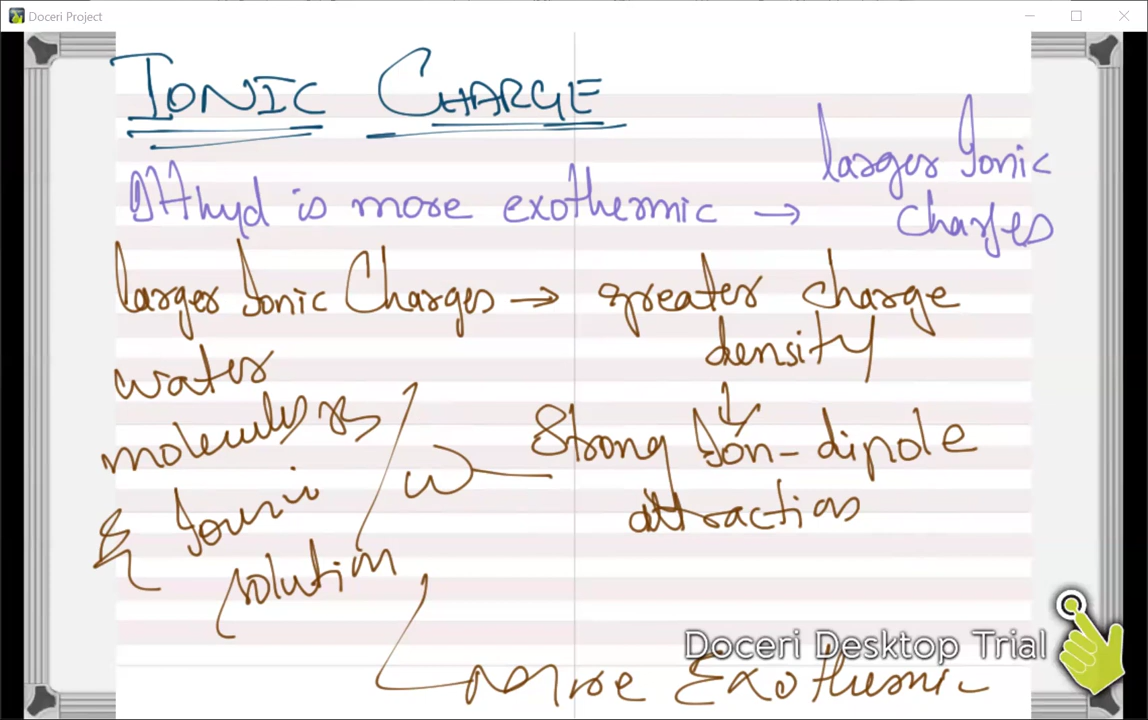 Doceri Project
IONIC CHARGE
ΔHhyd is more exothermic → larger Ionic
charges
larger Ionic Charges → greater charge
density
↓
Strong Ion-dipole
attraction
water
molecules
& Ionic
solution
More Exothermic
Doceri Desktop Trial